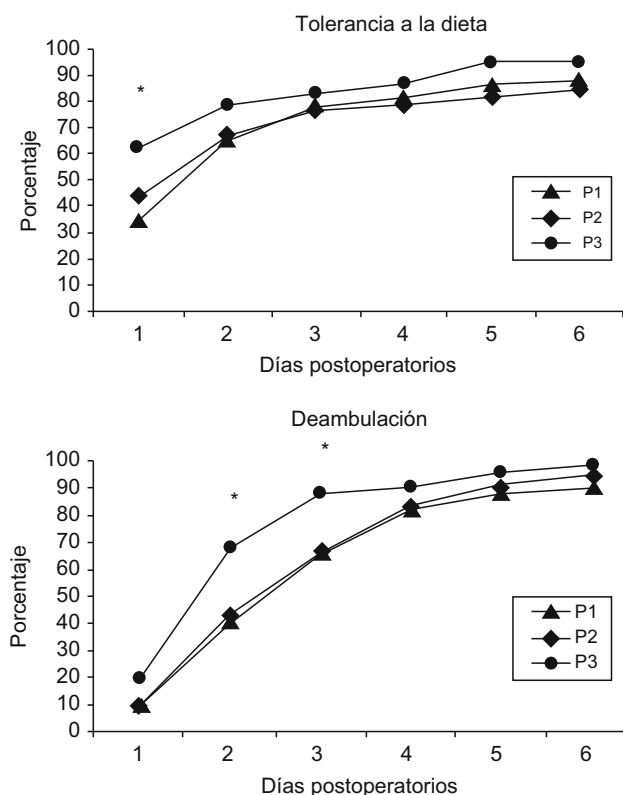 Tolerancia a la dieta
100
90
80
70
60
50
40
30
20
10
0
Porcentaje
*
P1
P2
P3
1 2 3 4 5 6
Días postoperatorios
Deambulación
100
90
80
70
60
50
40
30
20
10
0
Porcentaje
*
*
P1
P2
P3
1 2 3 4 5 6
Días postoperatorios